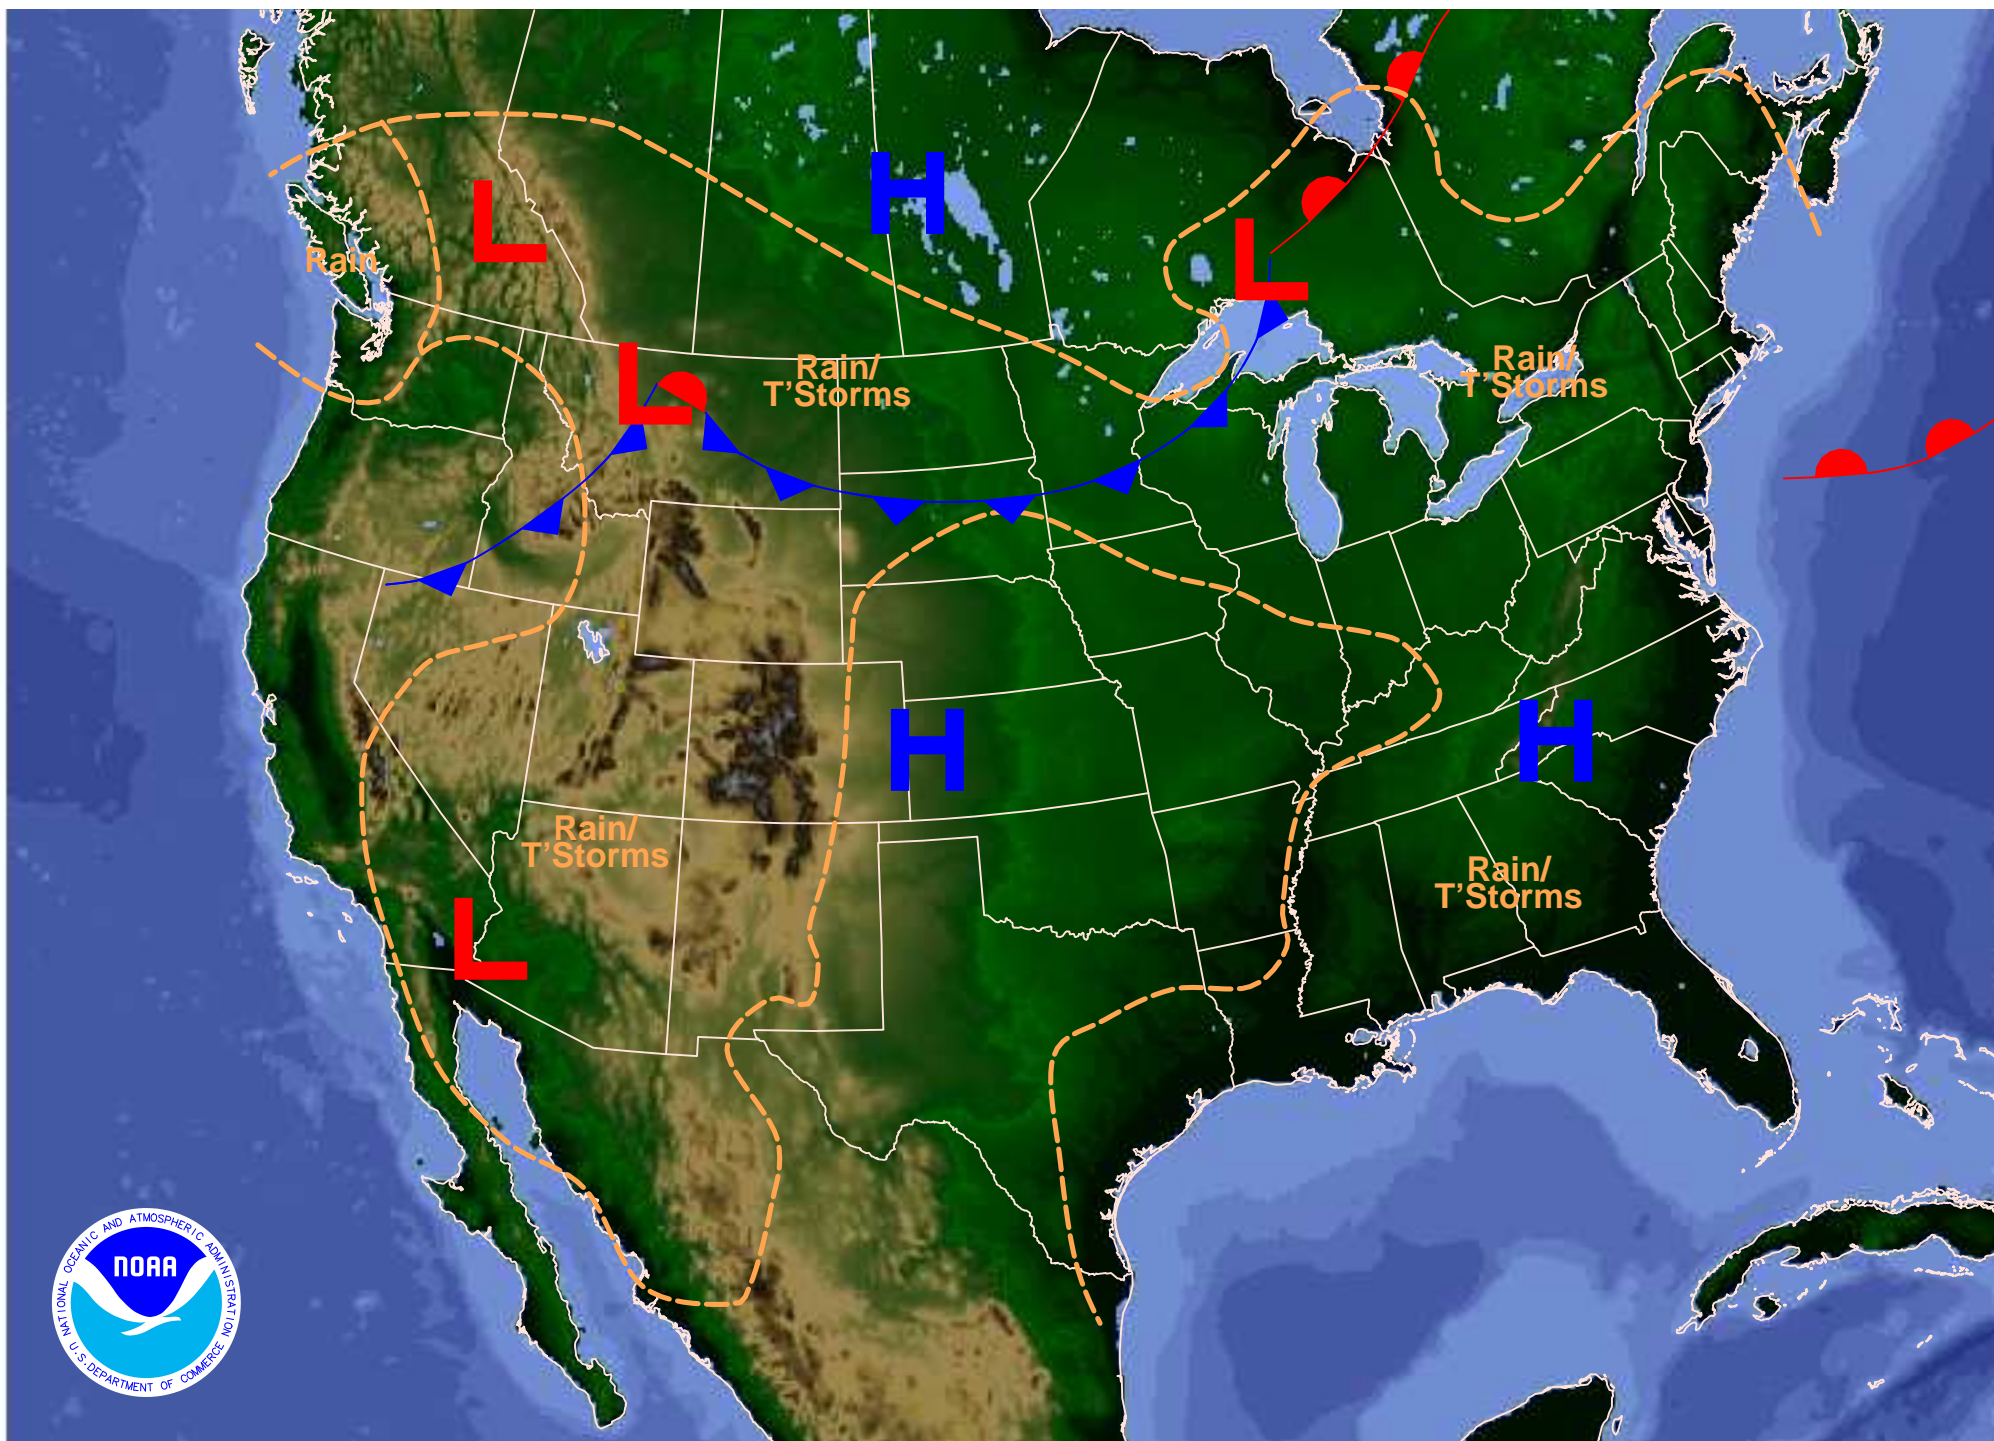 H
L
L
Rain
L
Rain/
T'Storms
Rain/
T'Storms
H
H
Rain/
T'Storms
Rain/
T'Storms
L
NATIONAL OCEANIC AND ATMOSPHERIC ADMINISTRATION
NOAA
U.S. DEPARTMENT OF COMMERCE